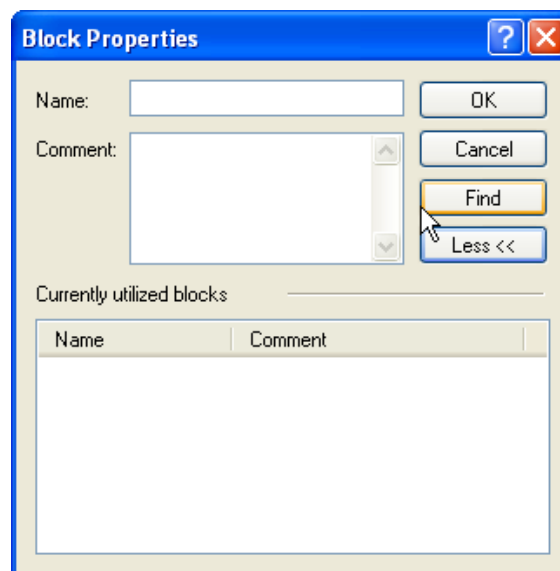 Block Properties
Name:
OK
Comment:
Cancel
Find
Less <<
Currently utilized blocks
Name Comment